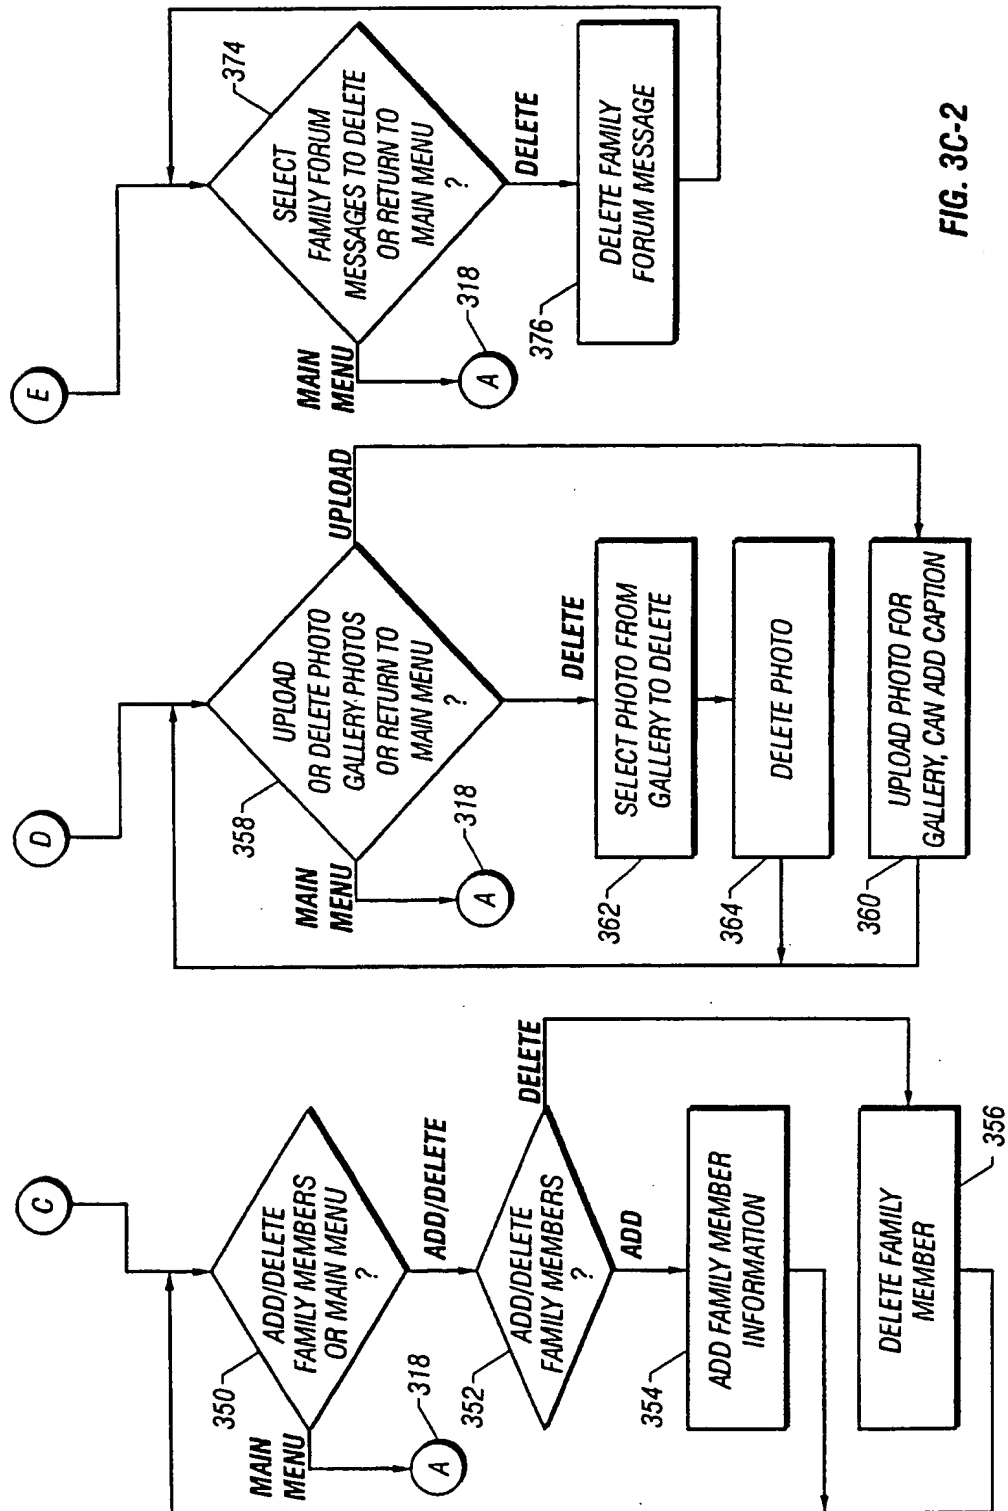 C
350
ADD/DELETE
FAMILY MEMBERS
OR MAIN MENU
?
MAIN
MENU
318
A
ADD/DELETE
352
ADD/DELETE
FAMILY MEMBERS
?
DELETE
ADD
354
ADD FAMILY MEMBER
INFORMATION
DELETE FAMILY
MEMBER
356
D
358
UPLOAD
OR DELETE PHOTO
GALLERY PHOTOS
OR RETURN TO
MAIN MENU
?
UPLOAD
MAIN
MENU
318
A
DELETE
362
SELECT PHOTO FROM
GALLERY TO DELETE
364
DELETE PHOTO
360
UPLOAD PHOTO FOR
GALLERY, CAN ADD CAPTION
E
374
SELECT
FAMILY FORUM
MESSAGES TO DELETE
OR RETURN TO
MAIN MENU
?
MAIN
MENU
318
A
DELETE
376
DELETE FAMILY
FORUM MESSAGE
FIG. 3C-2